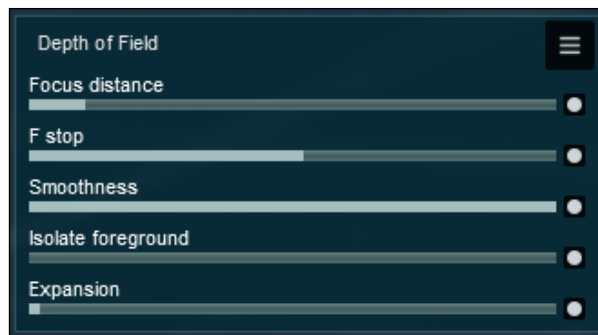 Depth of Field
Focus distance
F stop
Smoothness
Isolate foreground
Expansion